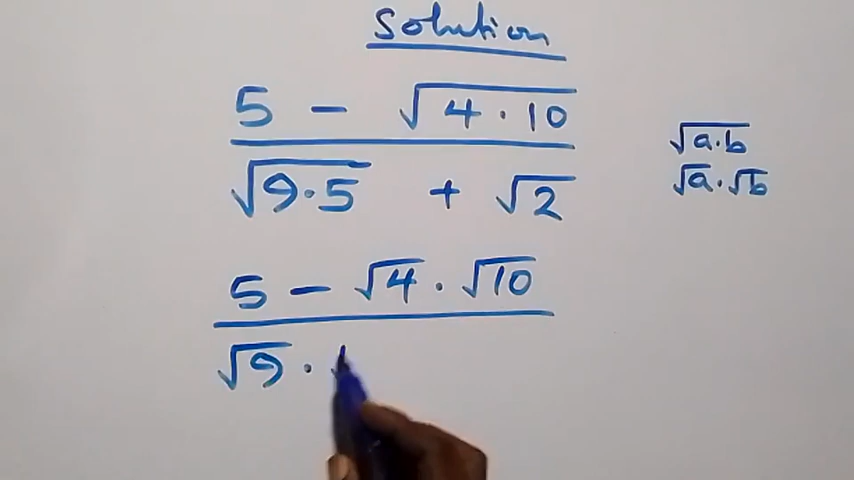 Solution
5 - √(4·10)
√(9·5) + √2
√(a·b)
√a·√b
5 - √4 · √10
√9 ·